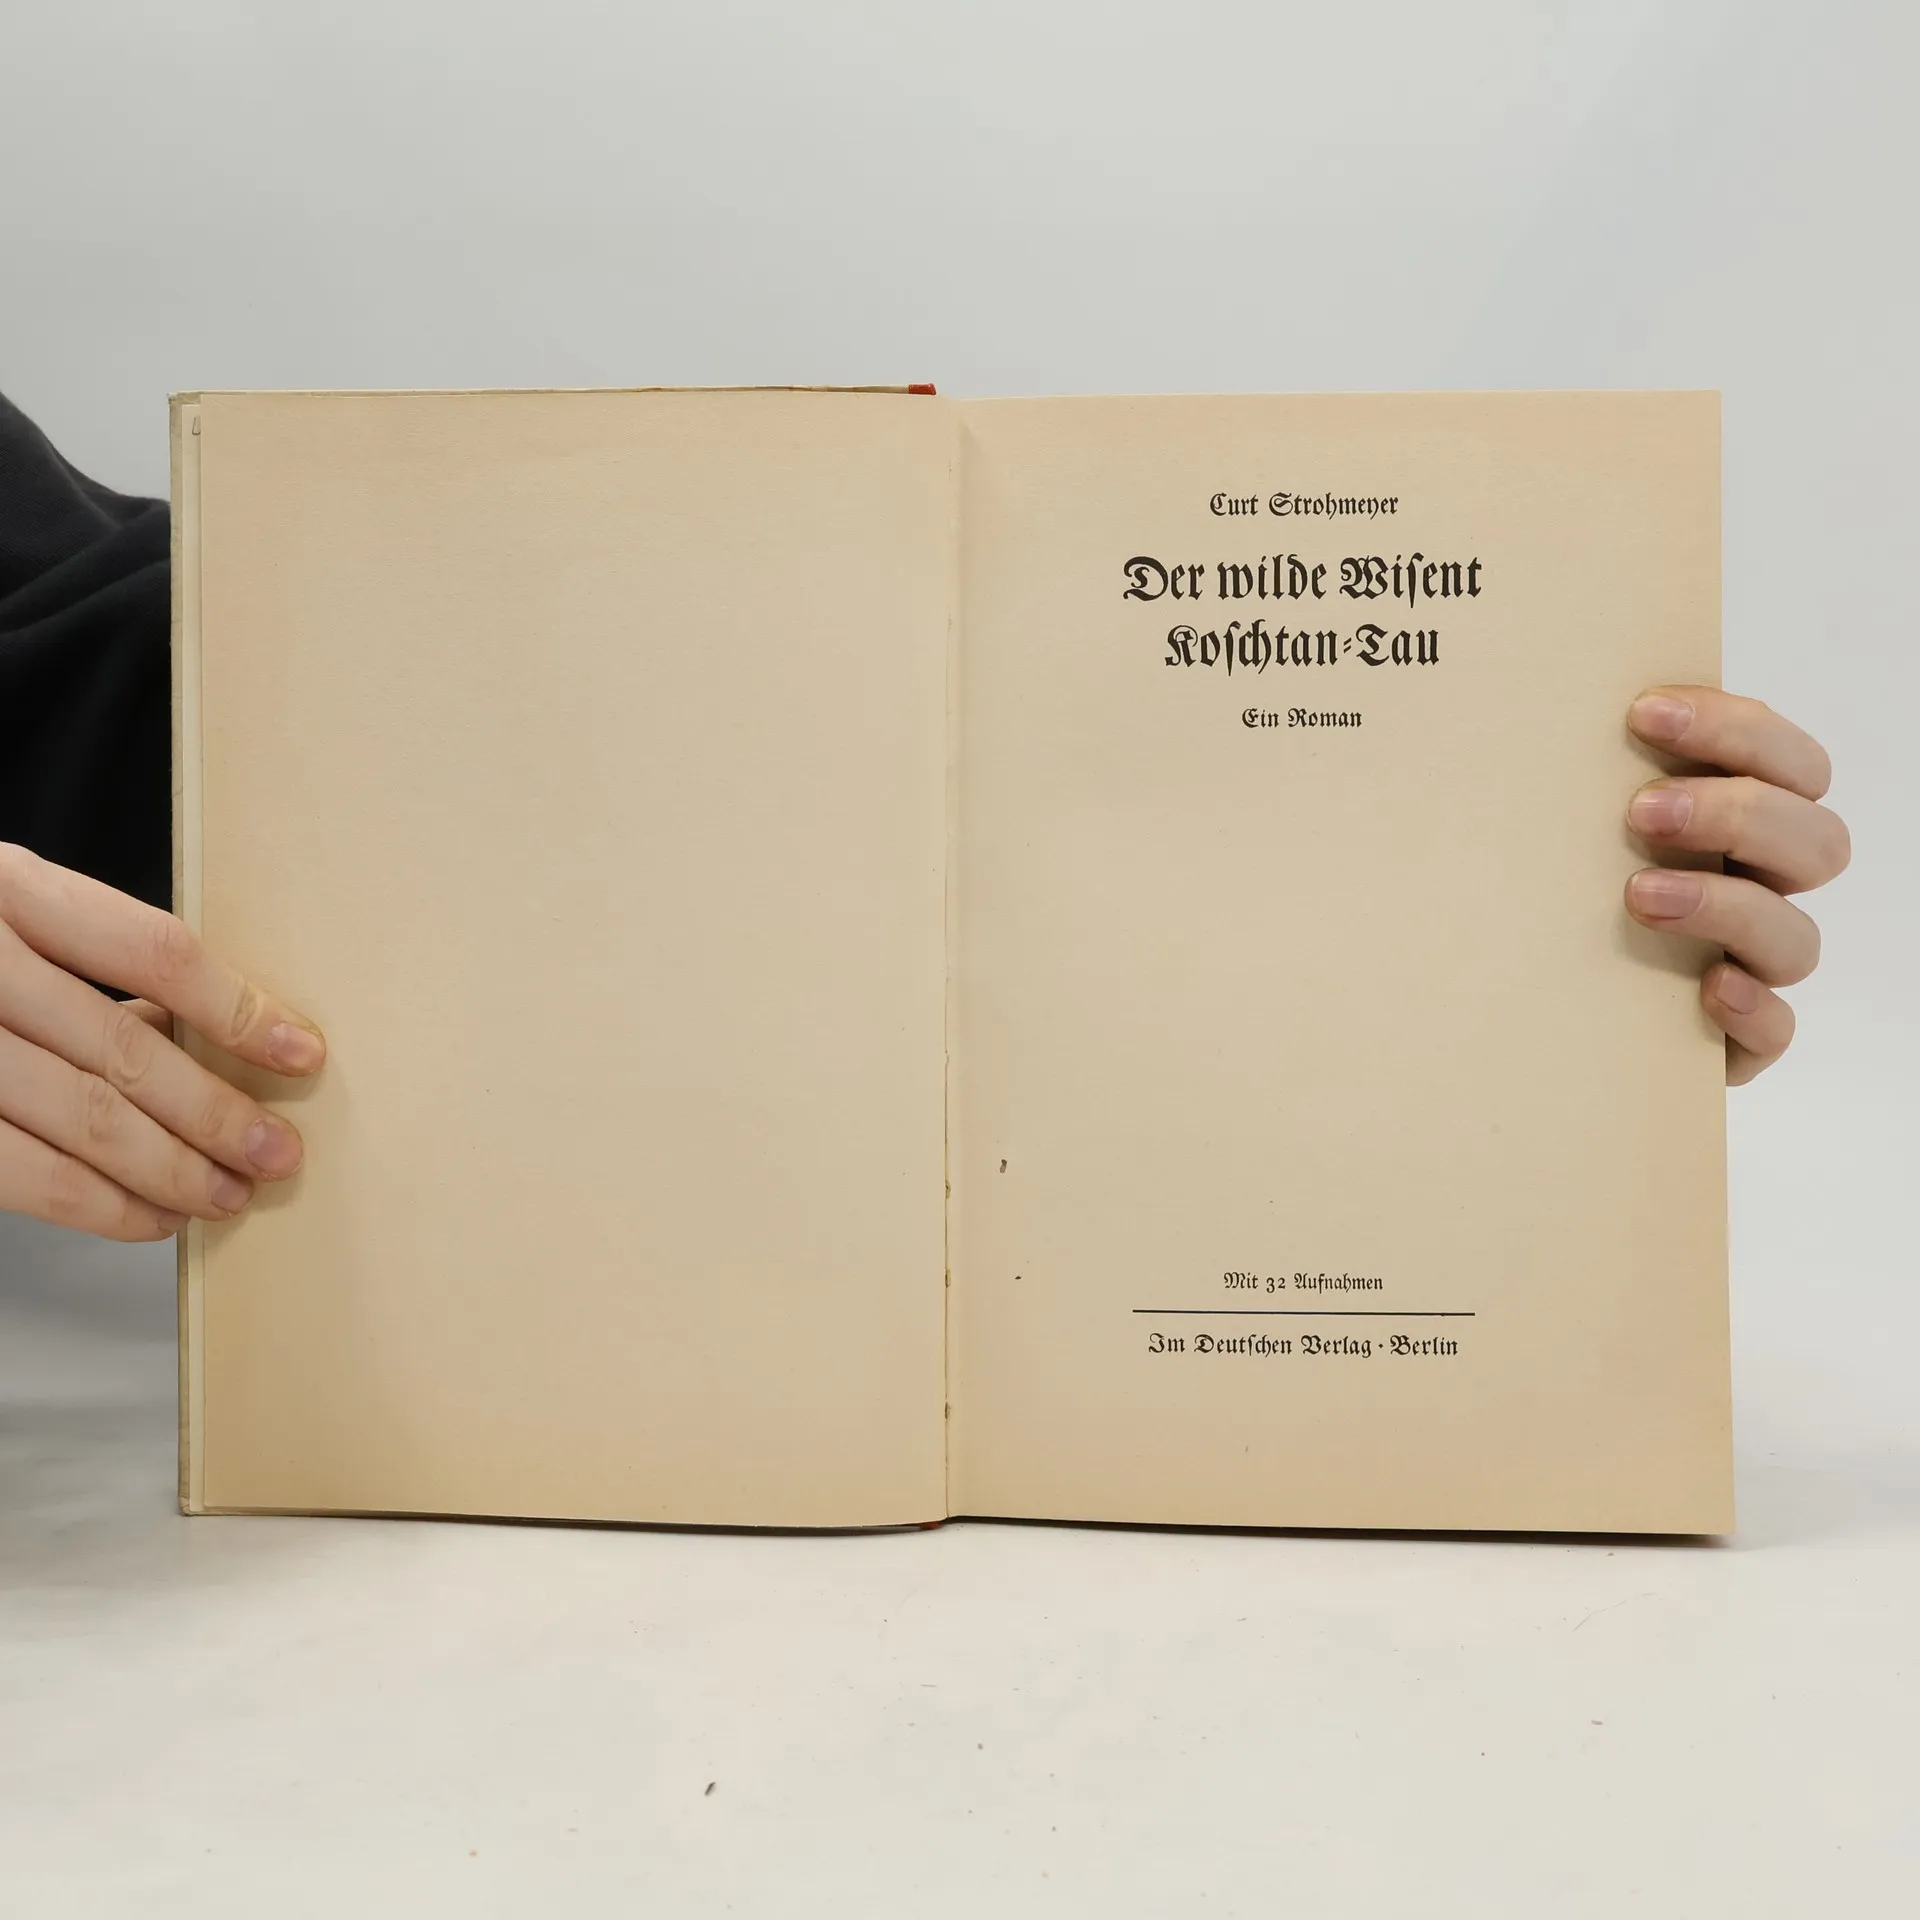 Curt Strohmeyer
Der wilde Wiſent
Koſchtan⸗Tau
Ein Roman
Mit 32 Aufnahmen
Im Deutſchen Verlag · Berlin